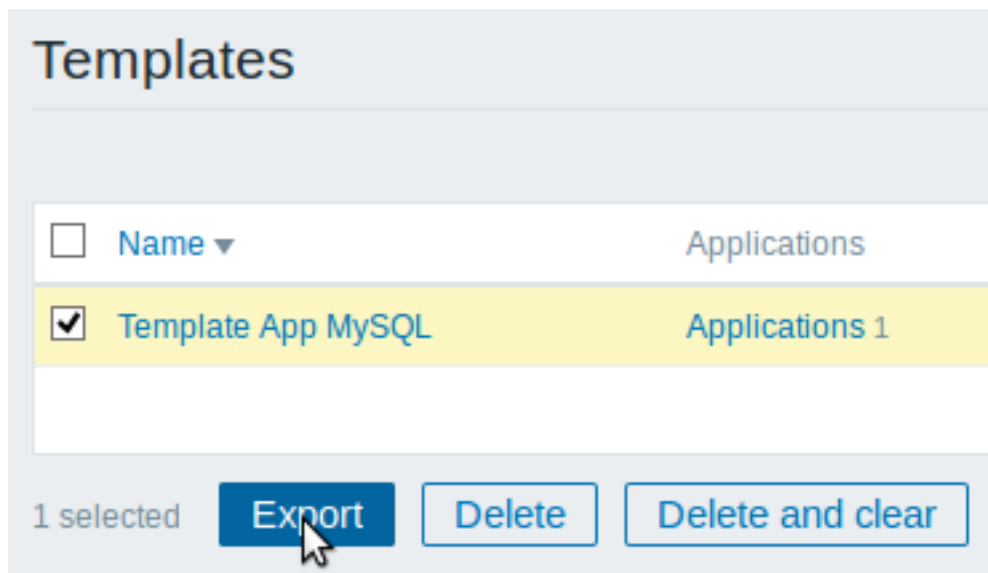 Templates
Name ▼ Applications
Template App MySQL Applications 1
1 selected Export Delete Delete and clear